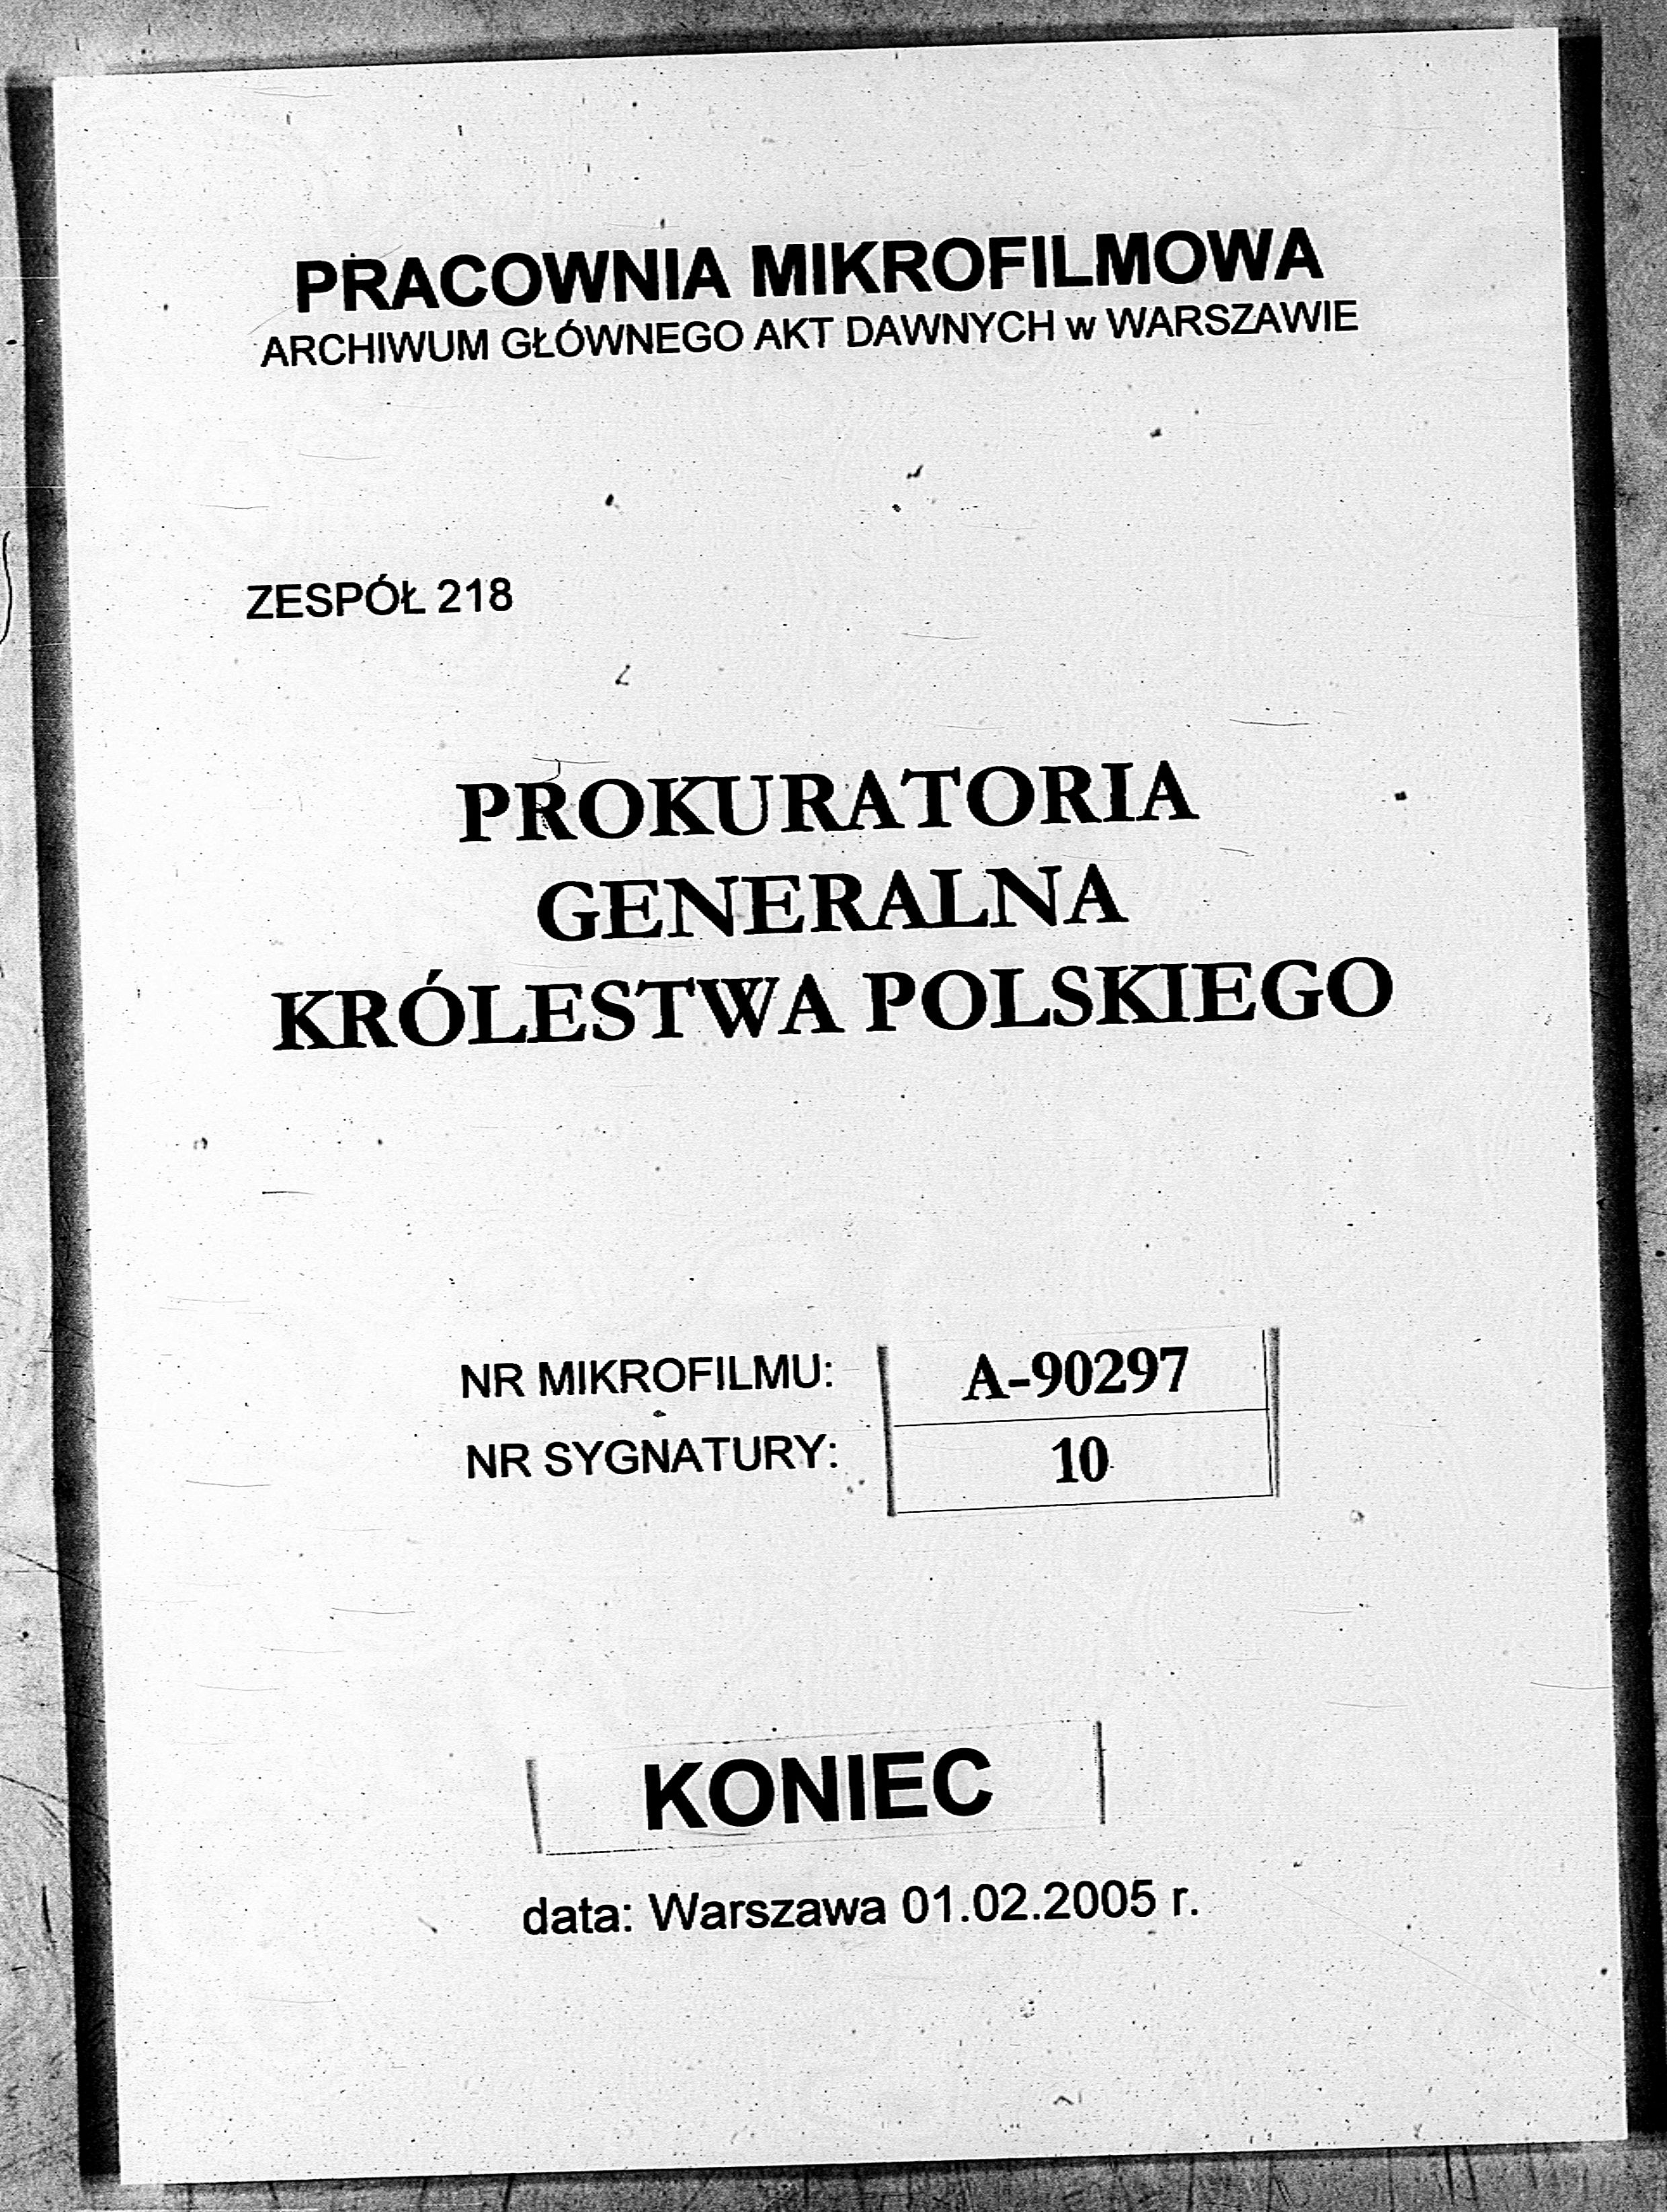 PRACOWNIA MIKROFILMOWA
ARCHIWUM GŁÓWNEGO AKT DAWNYCH w WARSZAWIE
ZESPÓŁ 218
PROKURATORIA
GENERALNA
KRÓLESTWA POLSKIEGO
NR MIKROFILMU: A-90297
NR SYGNATURY: 10
KONIEC
data: Warszawa 01.02.2005 r.